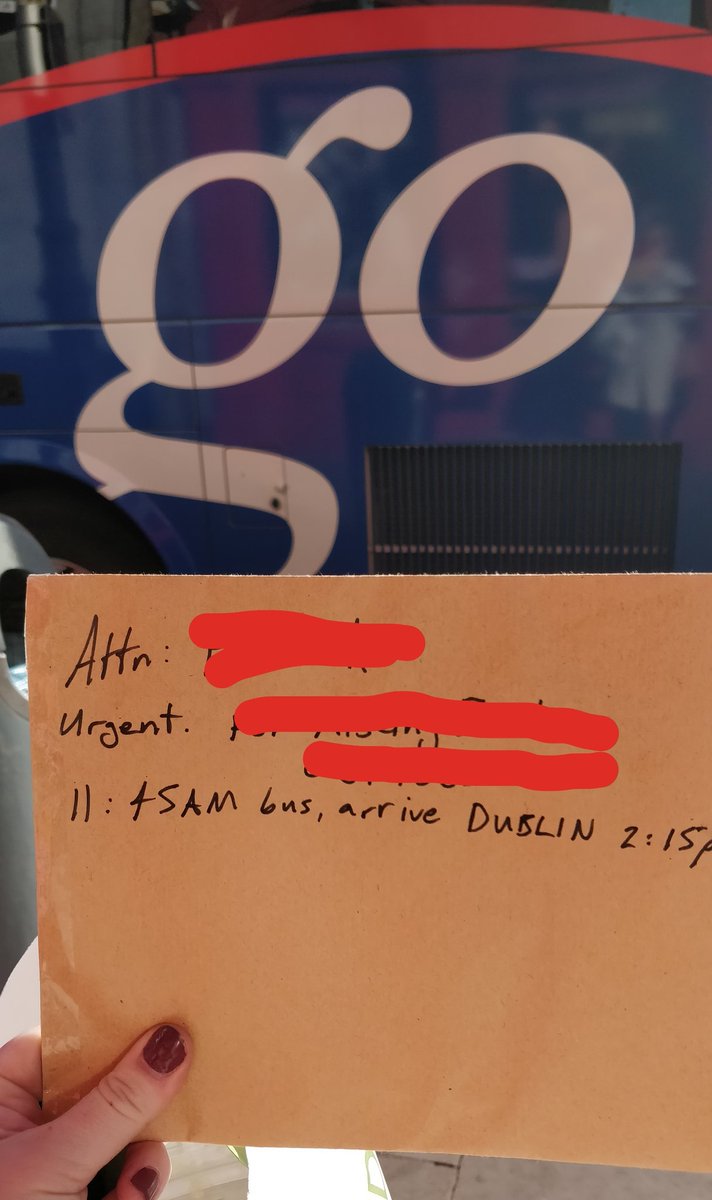 go
Attn:
Urgent.
11:45AM bus, arrive DUBLIN 2:15p